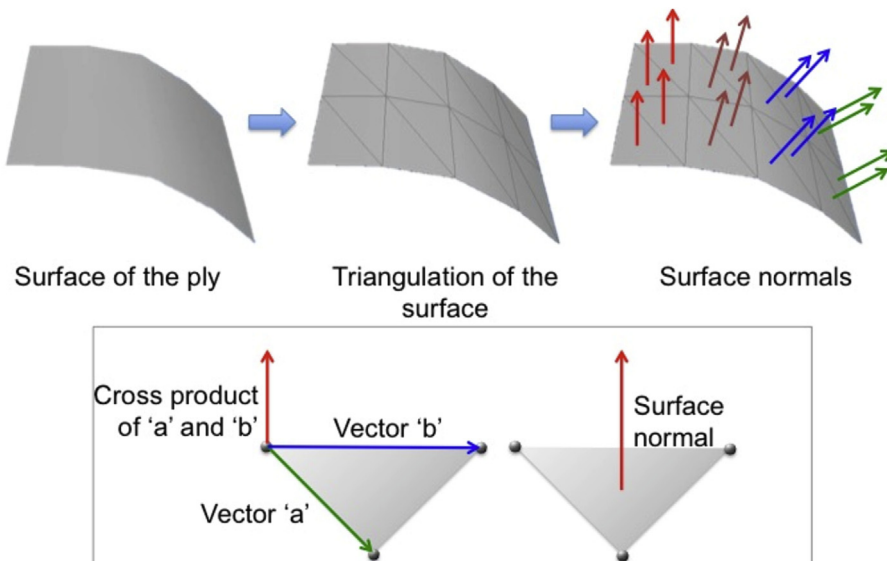 Surface of the ply
Triangulation of the
surface
Surface normals
Cross product
of ‘a’ and ‘b’
Vector ‘b’
Vector ‘a’
Surface
normal